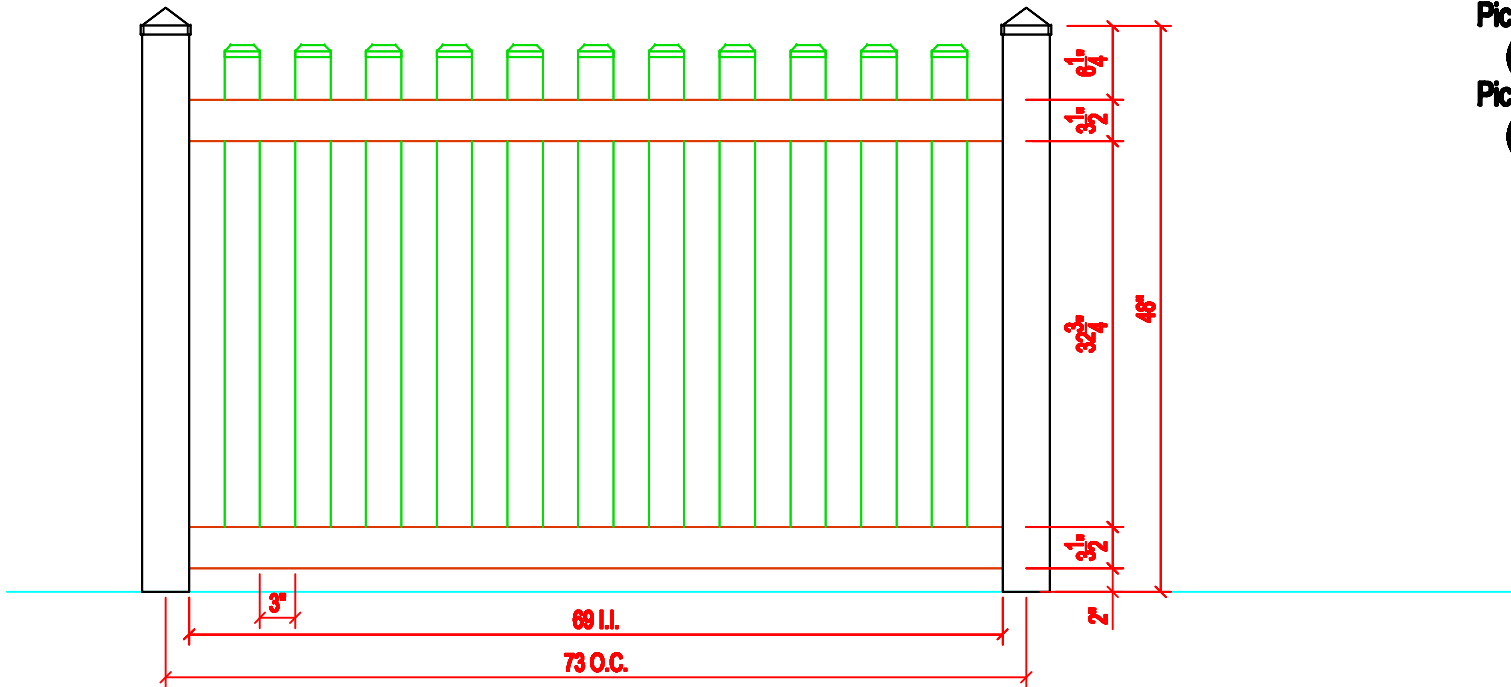 Pic
Pic
6 1/4"
3 1/2"
32 3/4"
48"
3 1/2"
2"
3"
69 I.I.
73 O.C.